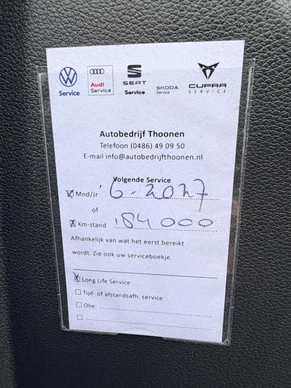 Service
Audi
Service
SEAT
Service
SKODA
Service
CUPRA
SERVICE
Autobedrijf Thoonen
Telefoon (0486) 49 09 50
E-mail info@autobedrijfthoonen.nl
Volgende Service
Mnd/Jr 6-2027
of
Km-stand 184000
Afhankelijk van wat het eerst bereikt
wordt. Zie ook uw serviceboekje.
Long Life Service
Tijd- of afstandsafh. service
Olie: